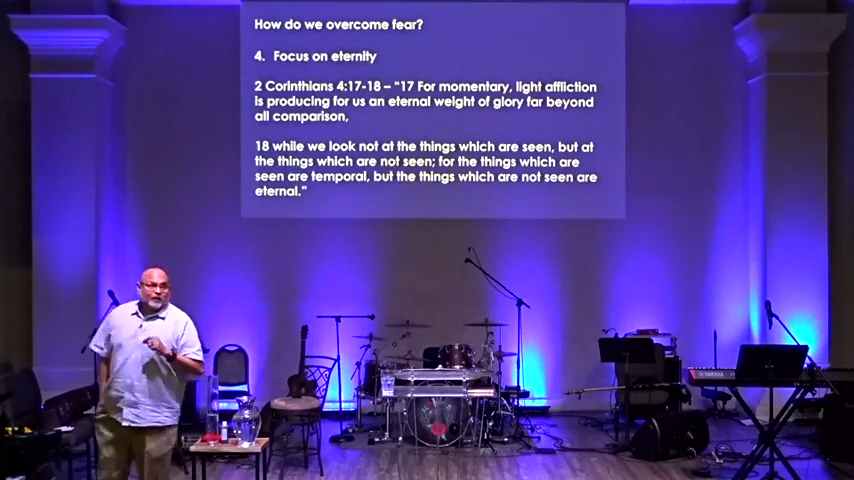 How do we overcome fear?
4. Focus on eternity
2 Corinthians 4:17-18 – “17 For momentary, light affliction
is producing for us an eternal weight of glory far beyond
all comparison,
18 while we look not at the things which are seen, but at
the things which are not seen; for the things which are
seen are temporal, but the things which are not seen are
eternal.”
YAMAHA